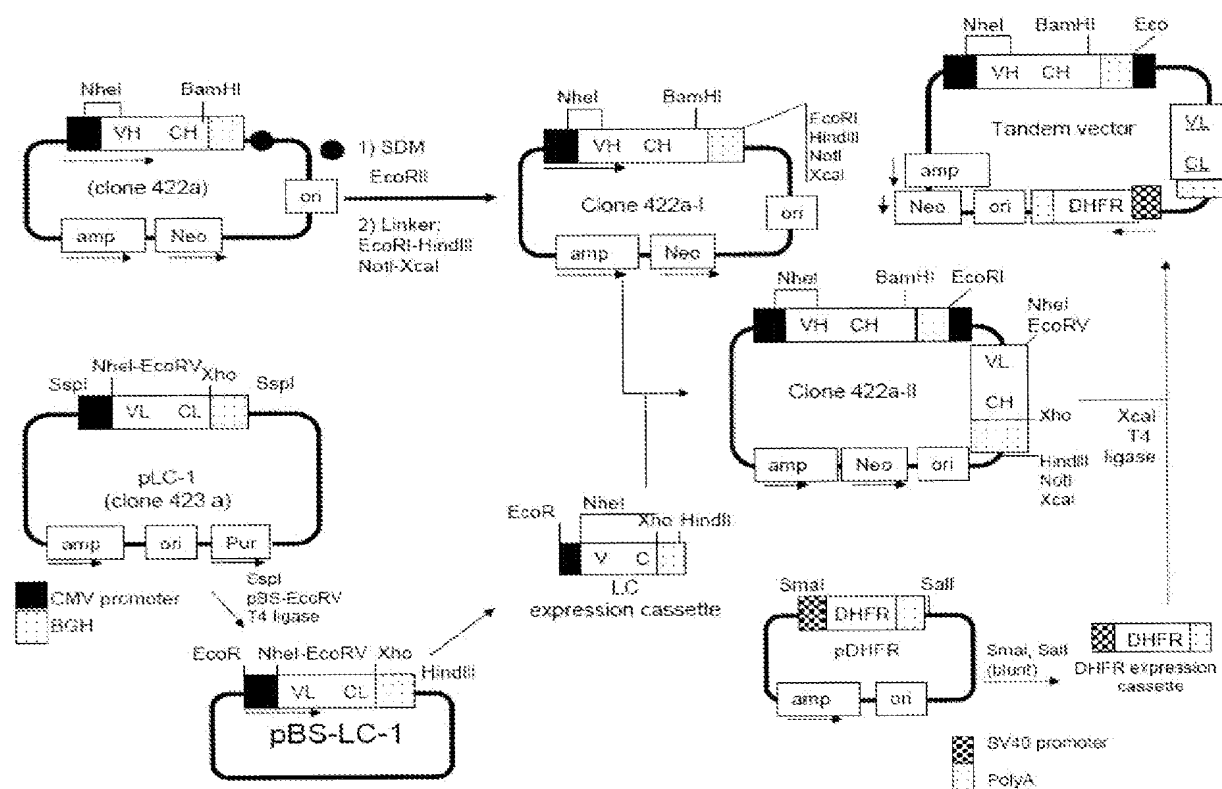 NheI
BamHI
VH CH
(clone 422a)
ori
amp
Neo
1) SDM
EcoRII
2) Linker;
EcoRI-HindIII
NotI-XcaI
NheI
BamHI
VH CH
EcoRI
HindIII
NotI
XcaI
Clone 422a-I
ori
amp
Neo
NheI
BamHI
Eco
VH CH
Tandem vector
VL
CL
amp
Neo
ori
DHFR
NheI
BamHI
EcoRI
VH CH
NheI
EcoRV
VL
CH
Clone 422a-II
Xho
amp
Neo
ori
HindIII
NotI
XcaI
XcaI
T4
ligase
SspI
NheI-EcoRV
Xho
SspI
VL CL
pLC-1
(clone 423 a)
amp
ori
Pur
CMV promoter
BGH
SspI
pBS-EcoRV
T4 ligase
EcoR
NheI-EcoRV
Xho
HindIII
VL CL
pBS-LC-1
EcoR
NheI
Xho
HindII
V C
LC
expression cassette
SmaI
SalI
DHFR
pDHFR
amp
ori
SmaI, SalI
(blunt)
DHFR
DHFR expression
cassette
SV40 promoter
PolyA